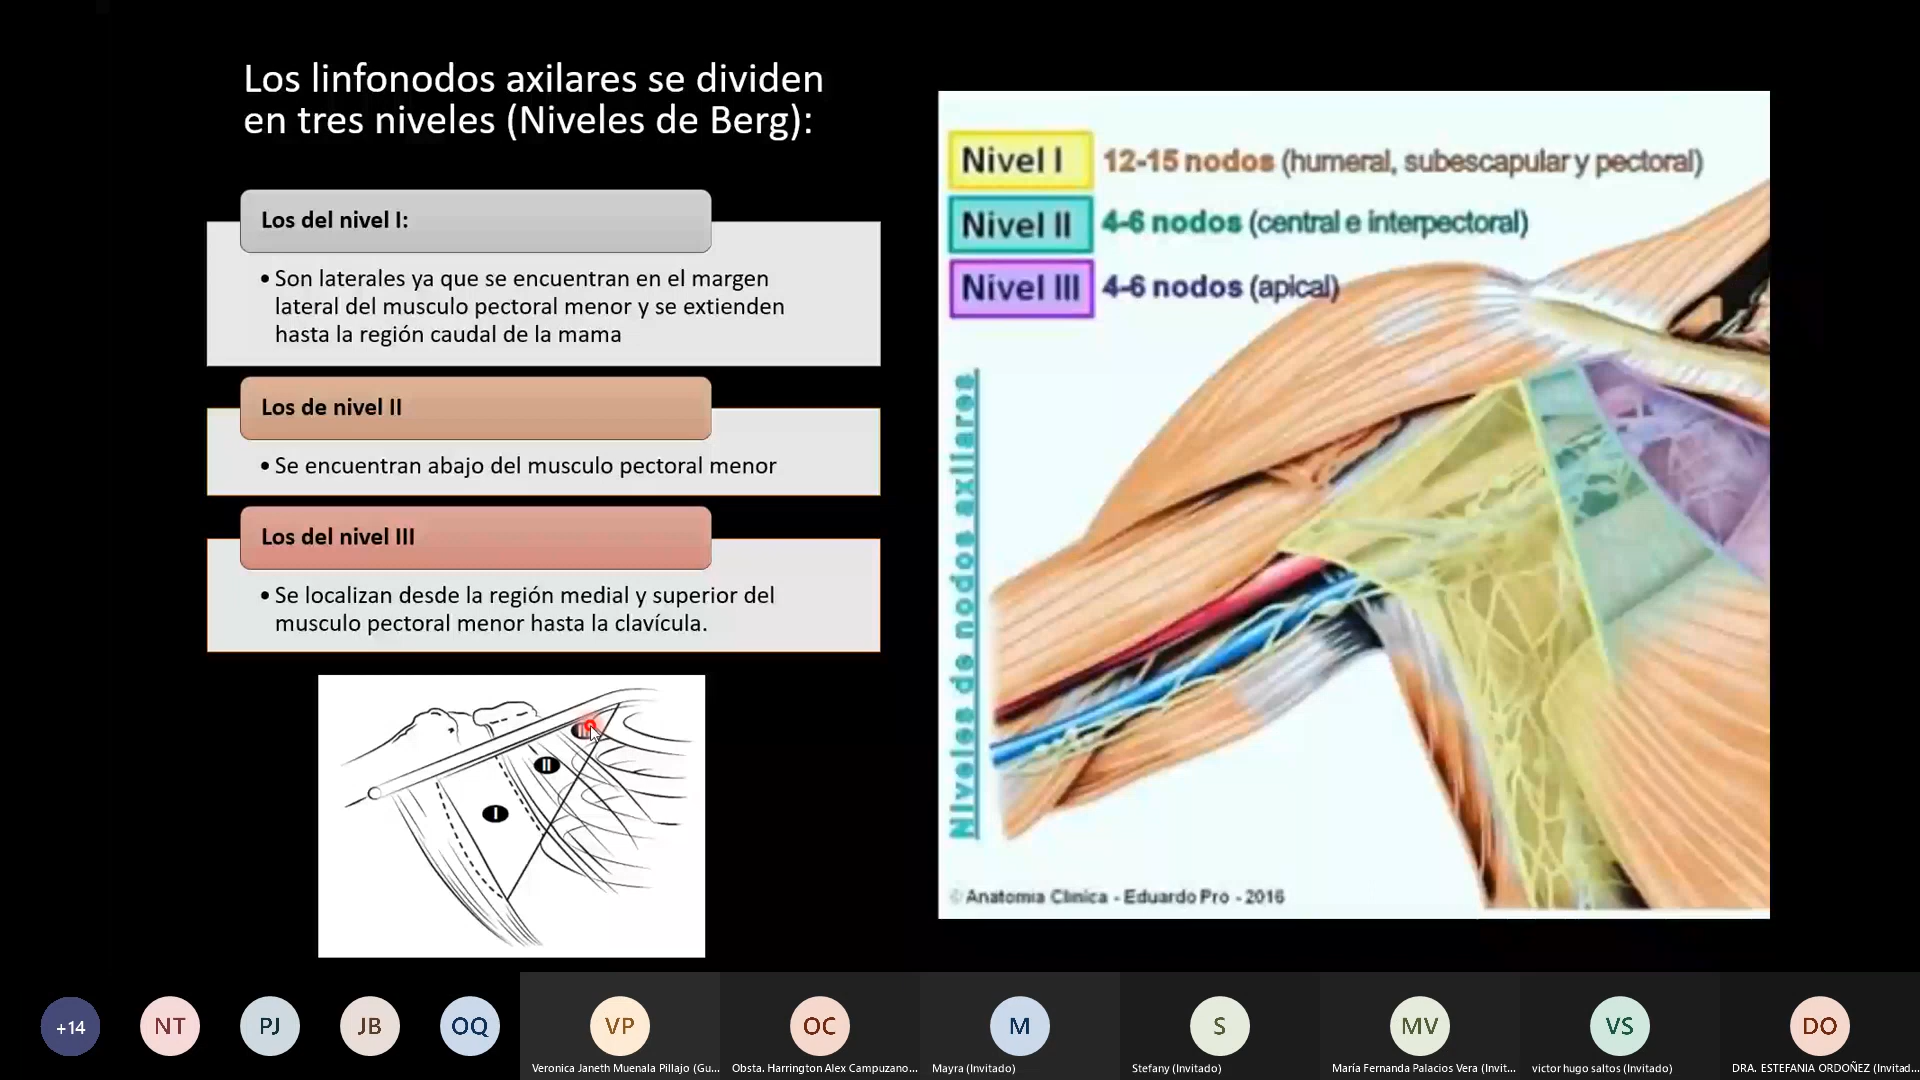 Los linfonodos axilares se dividen
en tres niveles (Niveles de Berg):
Los del nivel I:
• Son laterales ya que se encuentran en el margen
lateral del musculo pectoral menor y se extienden
hasta la región caudal de la mama
Los de nivel II
• Se encuentran abajo del musculo pectoral menor
Los del nivel III
• Se localizan desde la región medial y superior del
musculo pectoral menor hasta la clavícula.
III
II
I
Nivel I 12-15 nodos (humeral, subescapular y pectoral)
Nivel II 4-6 nodos (central e interpectoral)
Nivel III 4-6 nodos (apical)
Niveles de nodos axilares
© Anatomia Clinica - Eduardo Pro - 2016
+14
NT
PJ
JB
OQ
VP
OC
M
S
MV
VS
DO
Veronica Janeth Muenala Pillajo (Gu...
Obsta. Harrington Alex Campuzano...
Mayra (Invitado)
Stefany (Invitado)
María Fernanda Palacios Vera (Invit...
victor hugo saltos (Invitado)
DRA. ESTEFANIA ORDOÑEZ (Invitad...